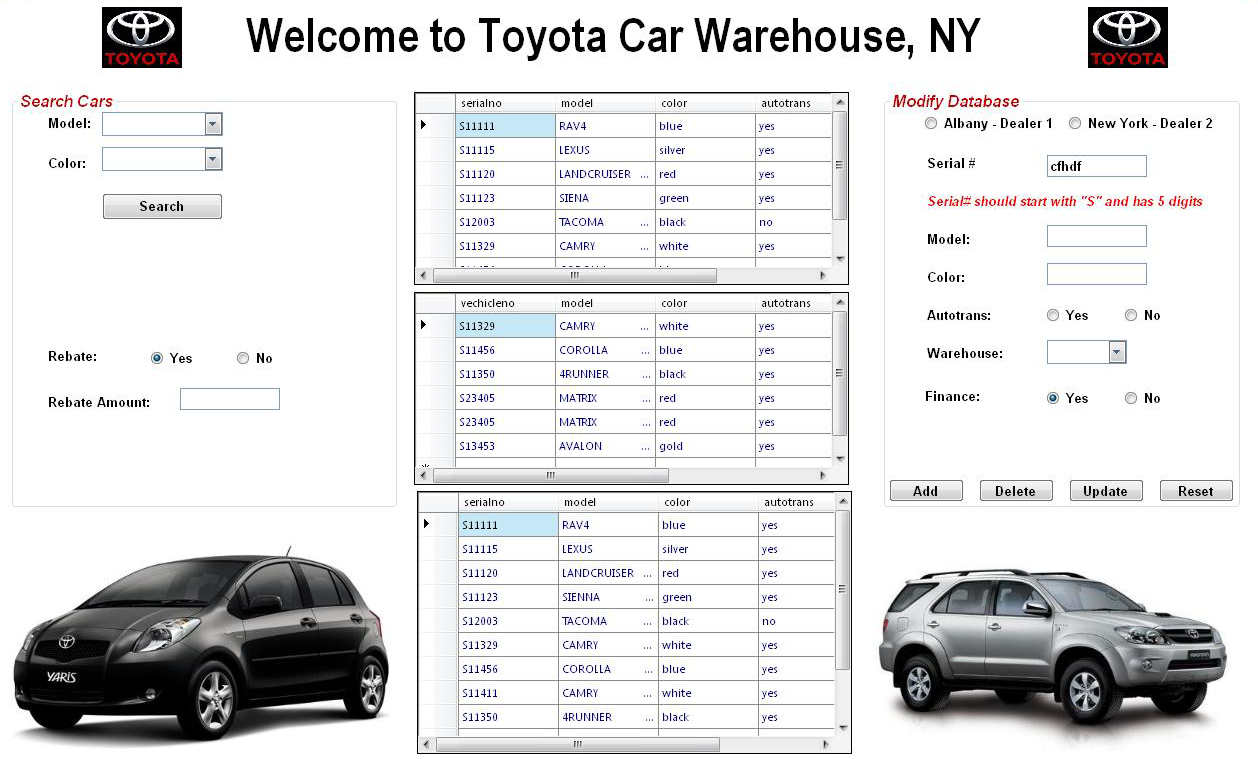 TOYOTA
Welcome to Toyota Car Warehouse, NY
TOYOTA
Search Cars
Model:
Color:
Search
Rebate:
Yes
No
Rebate Amount:
serialno model color autotrans
S11111 RAV4 blue yes
S11115 LEXUS silver yes
S11120 LANDCRUISER ... red yes
S11123 SIENA green yes
S12003 TACOMA ... black no
S11329 CAMRY ... white yes
vechicleno model color autotrans
S11329 CAMRY ... white yes
S11456 COROLLA ... blue yes
S11350 4RUNNER ... black yes
S23405 MATRIX ... red yes
S23405 MATRIX ... red yes
S13453 AVALON ... gold yes
serialno model color autotrans
S11111 RAV4 blue yes
S11115 LEXUS silver yes
S11120 LANDCRUISER ... red yes
S11123 SIENNA ... green yes
S12003 TACOMA ... black no
S11329 CAMRY ... white yes
S11456 COROLLA ... blue yes
S11411 CAMRY ... white yes
S11350 4RUNNER ... black yes
Modify Database
Albany - Dealer 1 New York - Dealer 2
Serial # cfhdf
Serial# should start with "S" and has 5 digits
Model:
Color:
Autotrans: Yes No
Warehouse:
Finance: Yes No
Add Delete Update Reset
YARIS